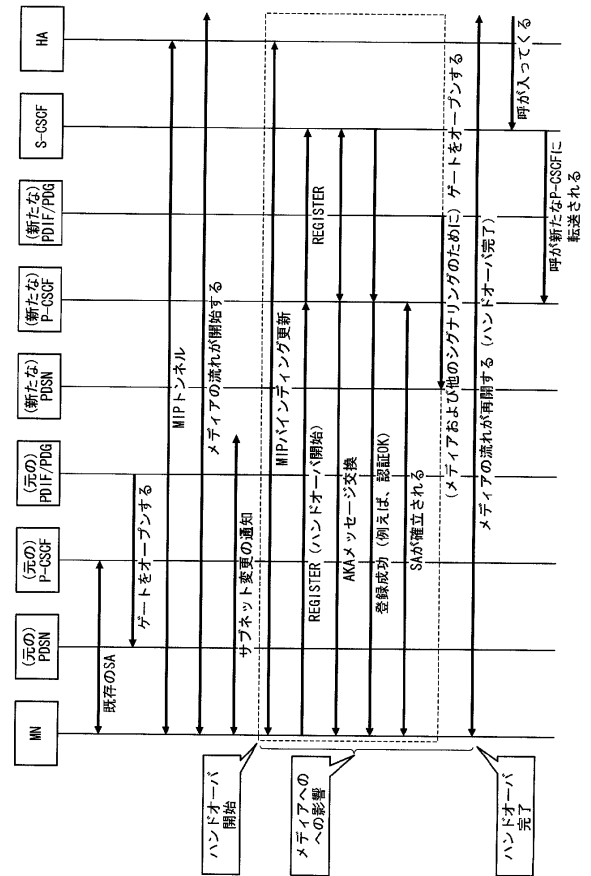 MN
(元の)
PDSN
(元の)
P-CSCF
(元の)
PDIF/PDG
(新たな)
PDSN
(新たな)
P-CSCF
(新たな)
PDIF/PDG
S-CSCF
HA
既存のSA
ゲートをオープンする
MIPトンネル
メディアの流れが開始する
サブネット変更の通知
ハンドオーバ
開始
MIPバインディング更新
REGISTER (ハンドオーバ開始)
REGISTER
AKAメッセージ交換
登録成功 (例えば、認証OK)
SAが確立される
メディアへの
への影響
(メディアおよび他のシグナリングのために) ゲートをオープンする
メディアの流れが再開する (ハンドオーバ完了)
ハンドオーバ
完了
呼が入ってくる
呼が新たなP-CSCFに
転送される